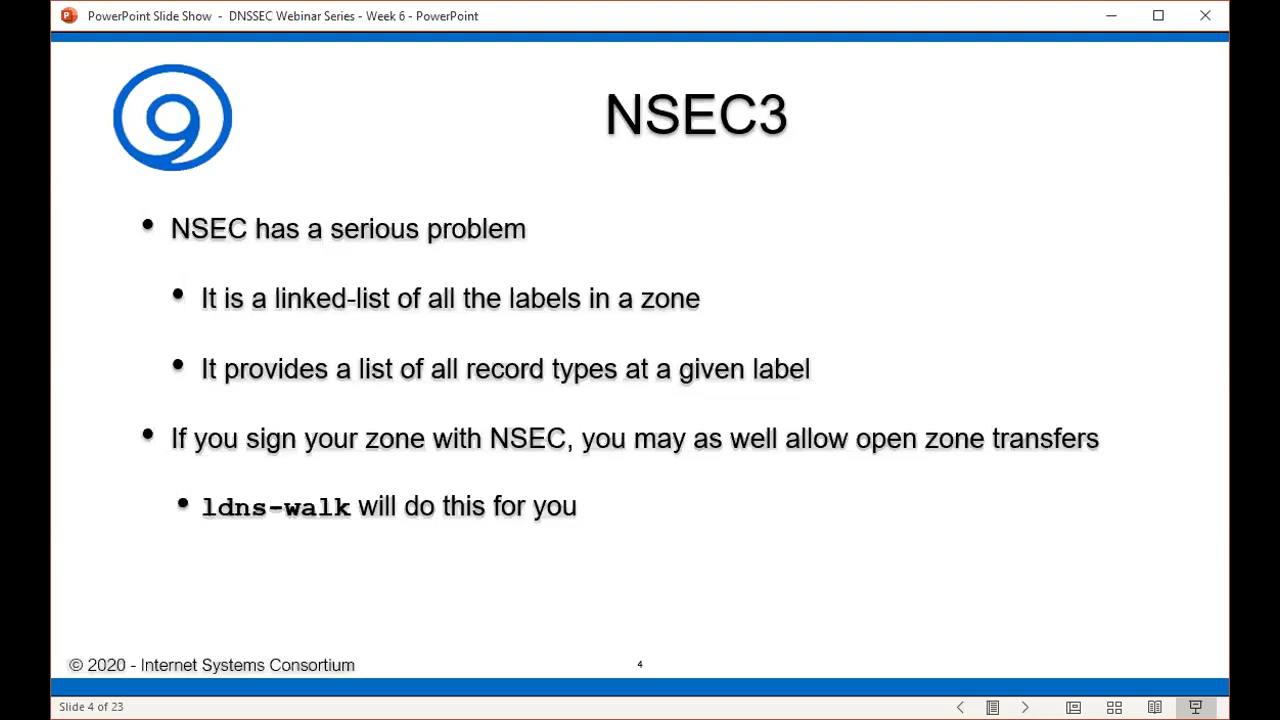 PowerPoint Slide Show - DNSSEC Webinar Series - Week 6 - PowerPoint
9
NSEC3
• NSEC has a serious problem
• It is a linked-list of all the labels in a zone
• It provides a list of all record types at a given label
• If you sign your zone with NSEC, you may as well allow open zone transfers
• ldns-walk will do this for you
© 2020 - Internet Systems Consortium
4
Slide 4 of 23